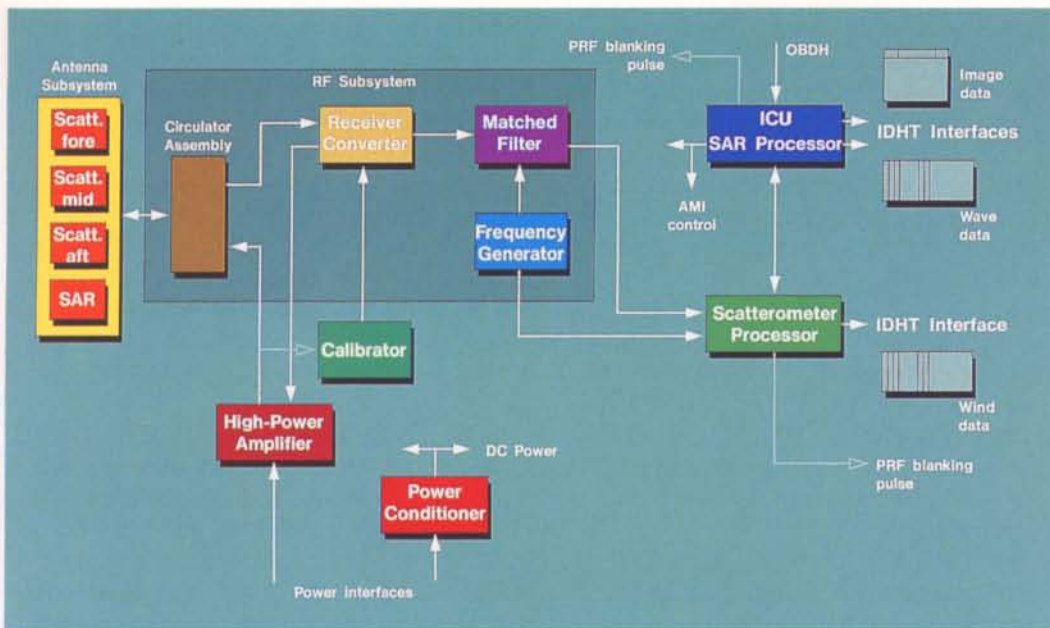 PRF blanking
pulse
OBDH
Image
data
Antenna
Subsystem
RF Subsystem
Scatt.
fore
Scatt.
mid
Scatt.
aft
SAR
Circulator
Assembly
Receiver
Converter
Matched
Filter
Frequency
Generator
ICU
SAR Processor
IDHT Interfaces
AMI
control
Wave
data
Scatterometer
Processor
IDHT Interface
Wind
data
Calibrator
High-Power
Amplifier
DC Power
Power
Conditioner
PRF blanking
pulse
Power interfaces